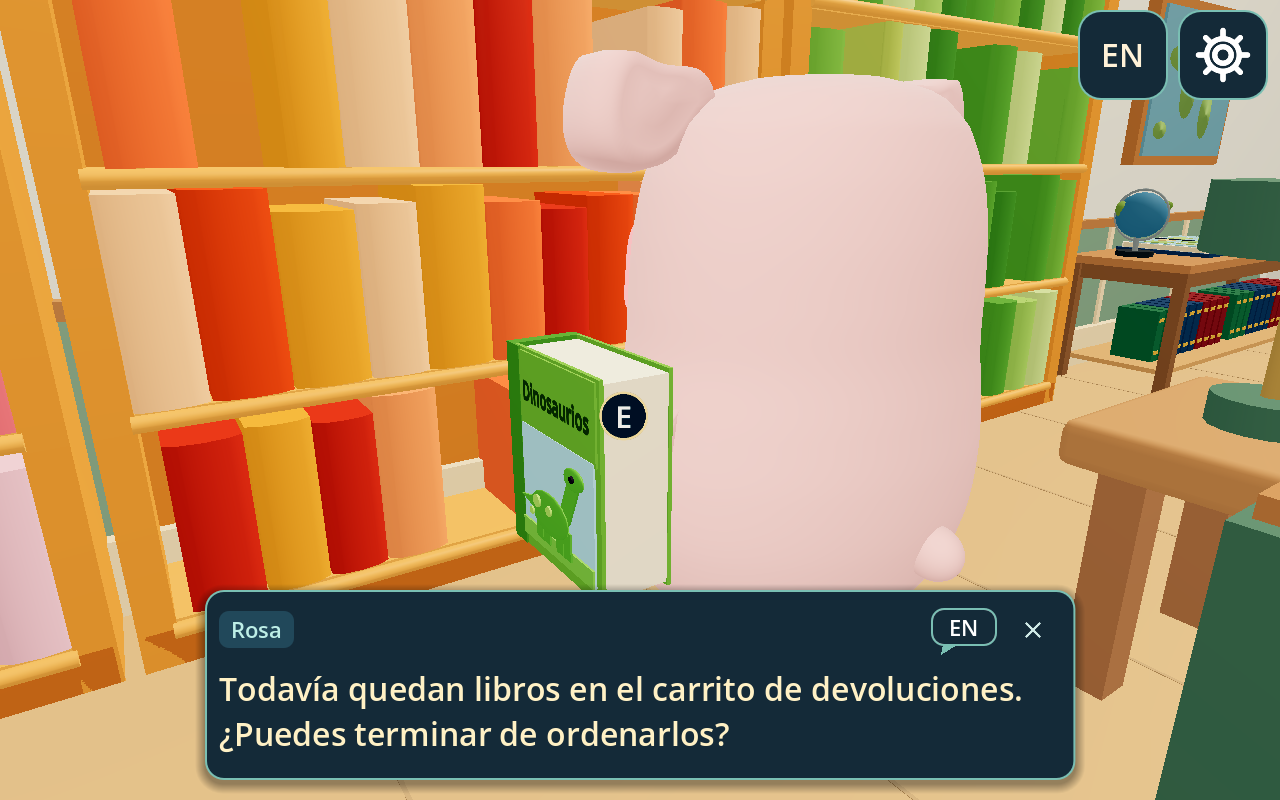 EN
Dinosaurios
E
Rosa
EN
Todavía quedan libros en el carrito de devoluciones.
¿Puedes terminar de ordenarlos?